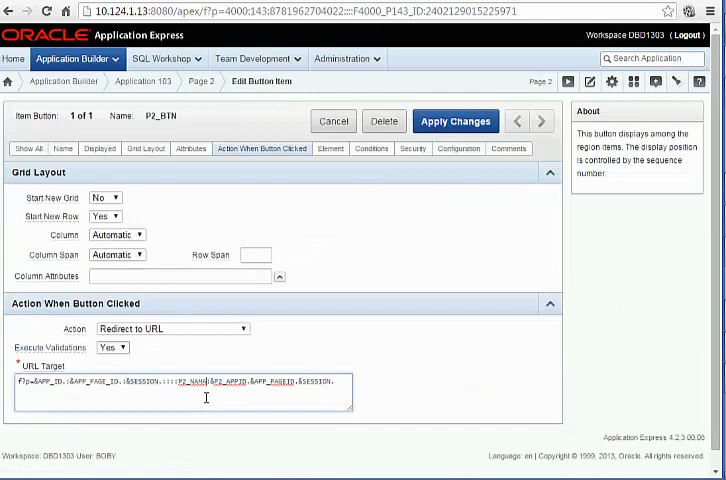 10.124.1.13:8080/apex/f?p=4000:143:8781962704022::::F4000_P143_ID:2402129015225971
ORACLE Application Express
Workspace DBD1303 ( Logout )
Home Application Builder SQL Workshop Team Development Administration Search Application
Application Builder Application 103 Page 2 Edit Button Item Page 2
Item Button: 1 of 1 Name: P2_BTN Cancel Delete Apply Changes
Show All Name Displayed Grid Layout Attributes Action When Button Clicked Element Conditions Security Configuration Comments
Grid Layout
Start New Grid No
Start New Row Yes
Column Automatic
Column Span Automatic Row Span
Column Attributes
Action When Button Clicked
Action Redirect to URL
Execute Validations Yes
* URL Target
f?p=&APP_ID.:&APP_PAGE_ID.:&SESSION.::::P2_NAMA:&P2_APPID.&APP_PAGEID.&SESSION.
About
This button displays among the
region items. The display position
is controlled by the sequence
number.
Application Express 4.2.3.00.08
Workspace: DBD1303 User: BOBY Language: en | Copyright © 1999, 2013, Oracle. All rights reserved.